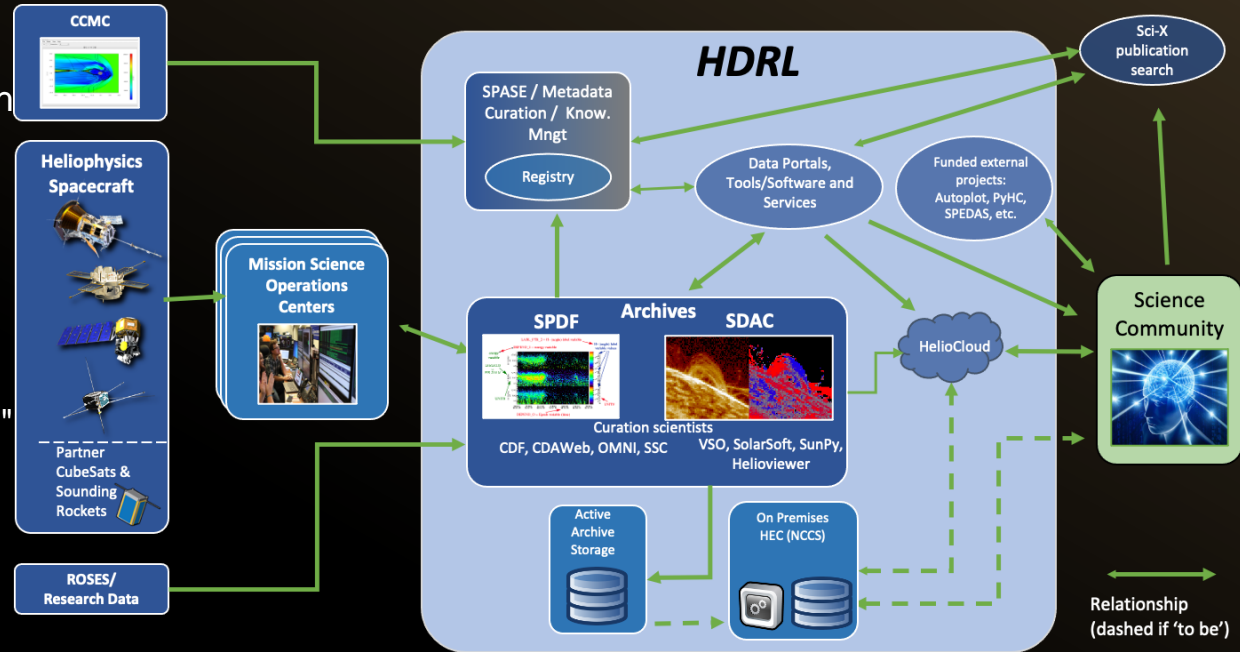 CCMC
n
Heliophysics
Spacecraft
Partner
CubeSats &
Sounding
Rockets
"
ROSES/
Research Data
Mission Science
Operations
Centers
HDRL
SPASE / Metadata
Curation / Know.
Mngt
Registry
Data Portals,
Tools/Software and
Services
Funded external
projects:
Autoplot, PyHC,
SPEDAS, etc.
Sci-X
publication
search
Archives
SPDF
SDAC
Curation scientists
CDF, CDAWeb, OMNI, SSC
VSO, SolarSoft, SunPy,
Helioviewer
HelioCloud
Science
Community
Active
Archive
Storage
On Premises
HEC (NCCS)
Relationship
(dashed if ‘to be’)